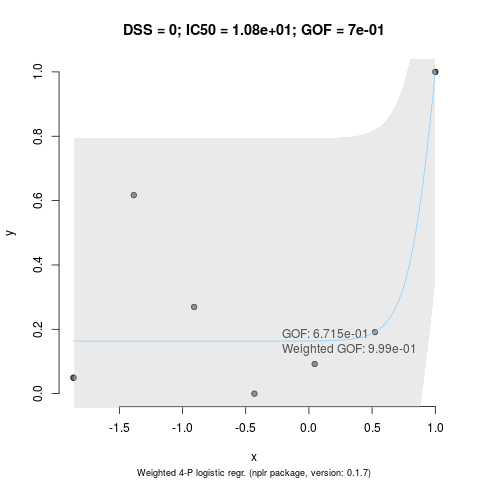 DSS = 0; IC50 = 1.08e+01; GOF = 7e-01
1.0
0.8
0.6
0.4
0.2
0.0
y
GOF: 6.715e-01
Weighted GOF: 9.99e-01
-1.5 -1.0 -0.5 0.0 0.5 1.0
x
Weighted 4-P logistic regr. (nplr package, version: 0.1.7)